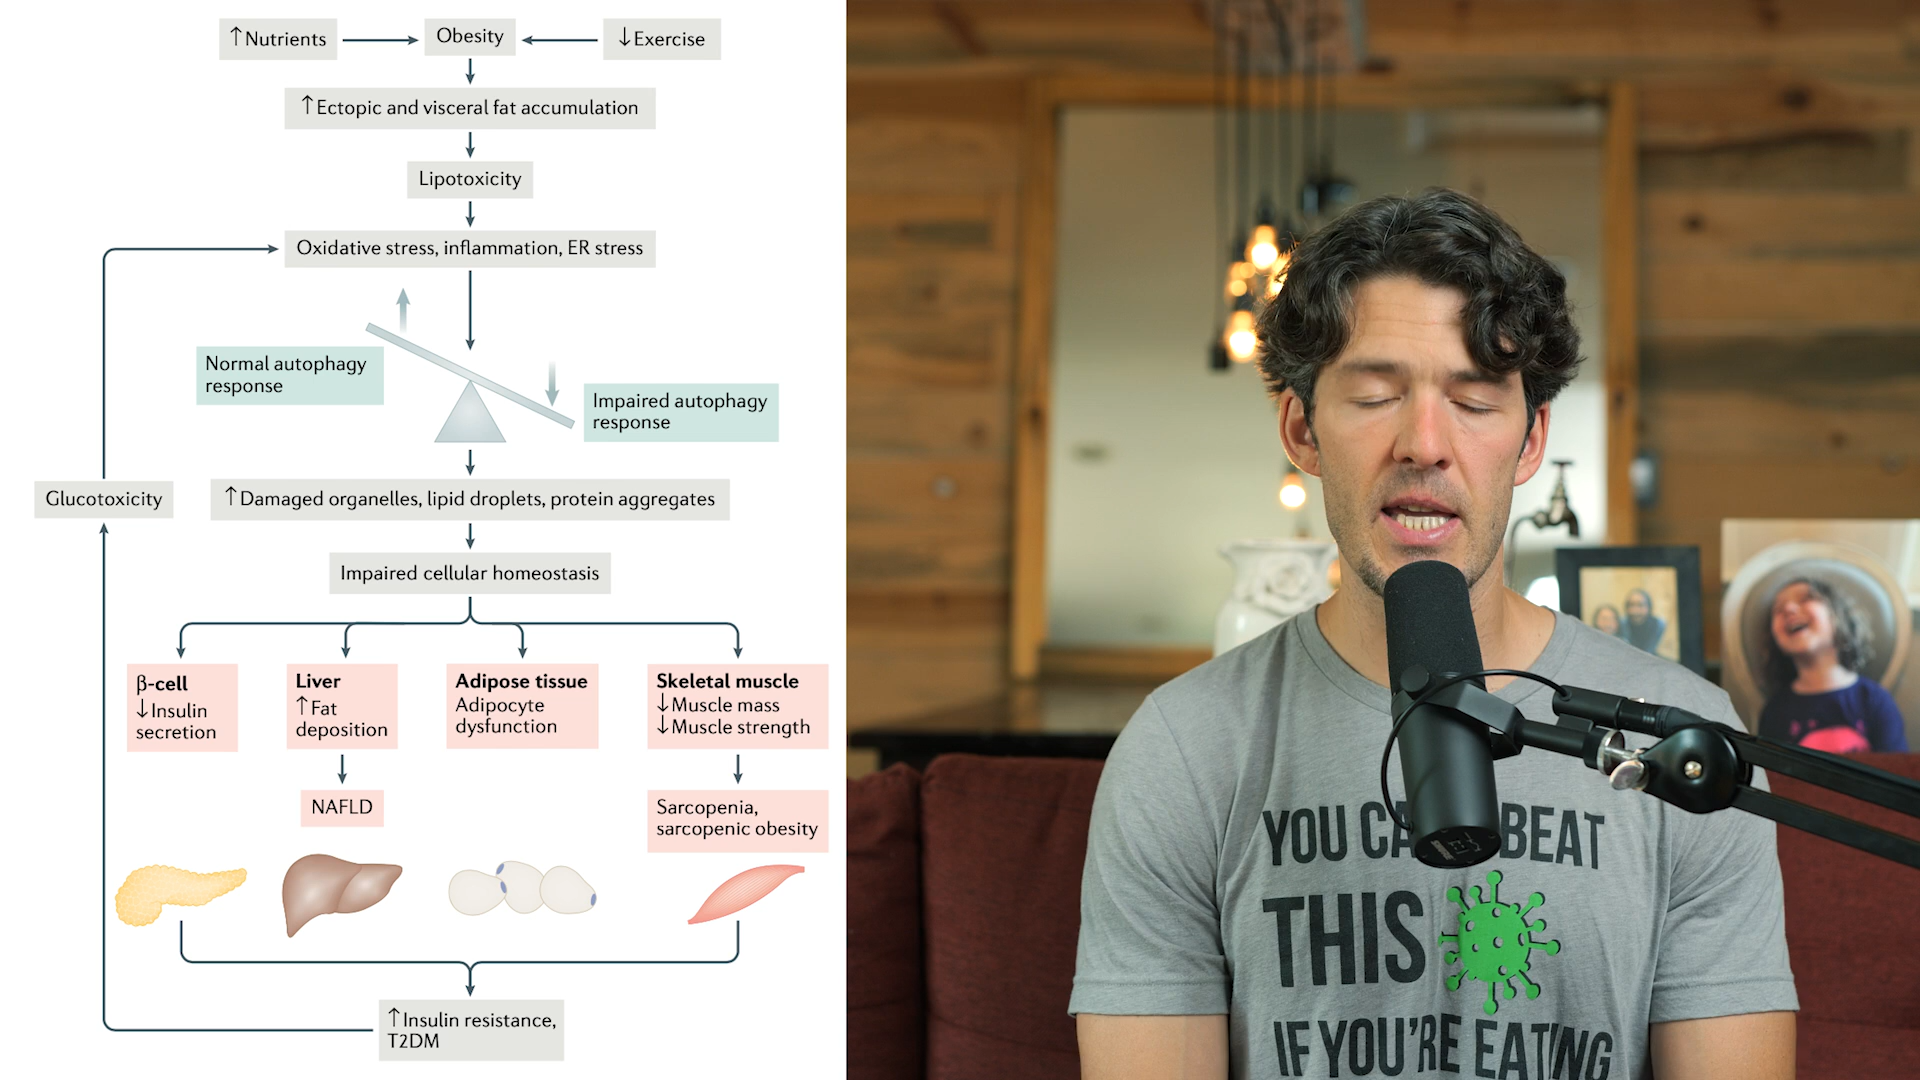 ↑Nutrients
Obesity
↓Exercise
↑Ectopic and visceral fat accumulation
Lipotoxicity
Oxidative stress, inflammation, ER stress
Normal autophagy
response
Impaired autophagy
response
Glucotoxicity
↑Damaged organelles, lipid droplets, protein aggregates
Impaired cellular homeostasis
β-cell
↓Insulin
secretion
Liver
↑Fat
deposition
Adipose tissue
Adipocyte
dysfunction
Skeletal muscle
↓Muscle mass
↓Muscle strength
NAFLD
Sarcopenia,
sarcopenic obesity
↑Insulin resistance,
T2DM
YOU CA BEAT
THIS
IF YOU'RE EATING